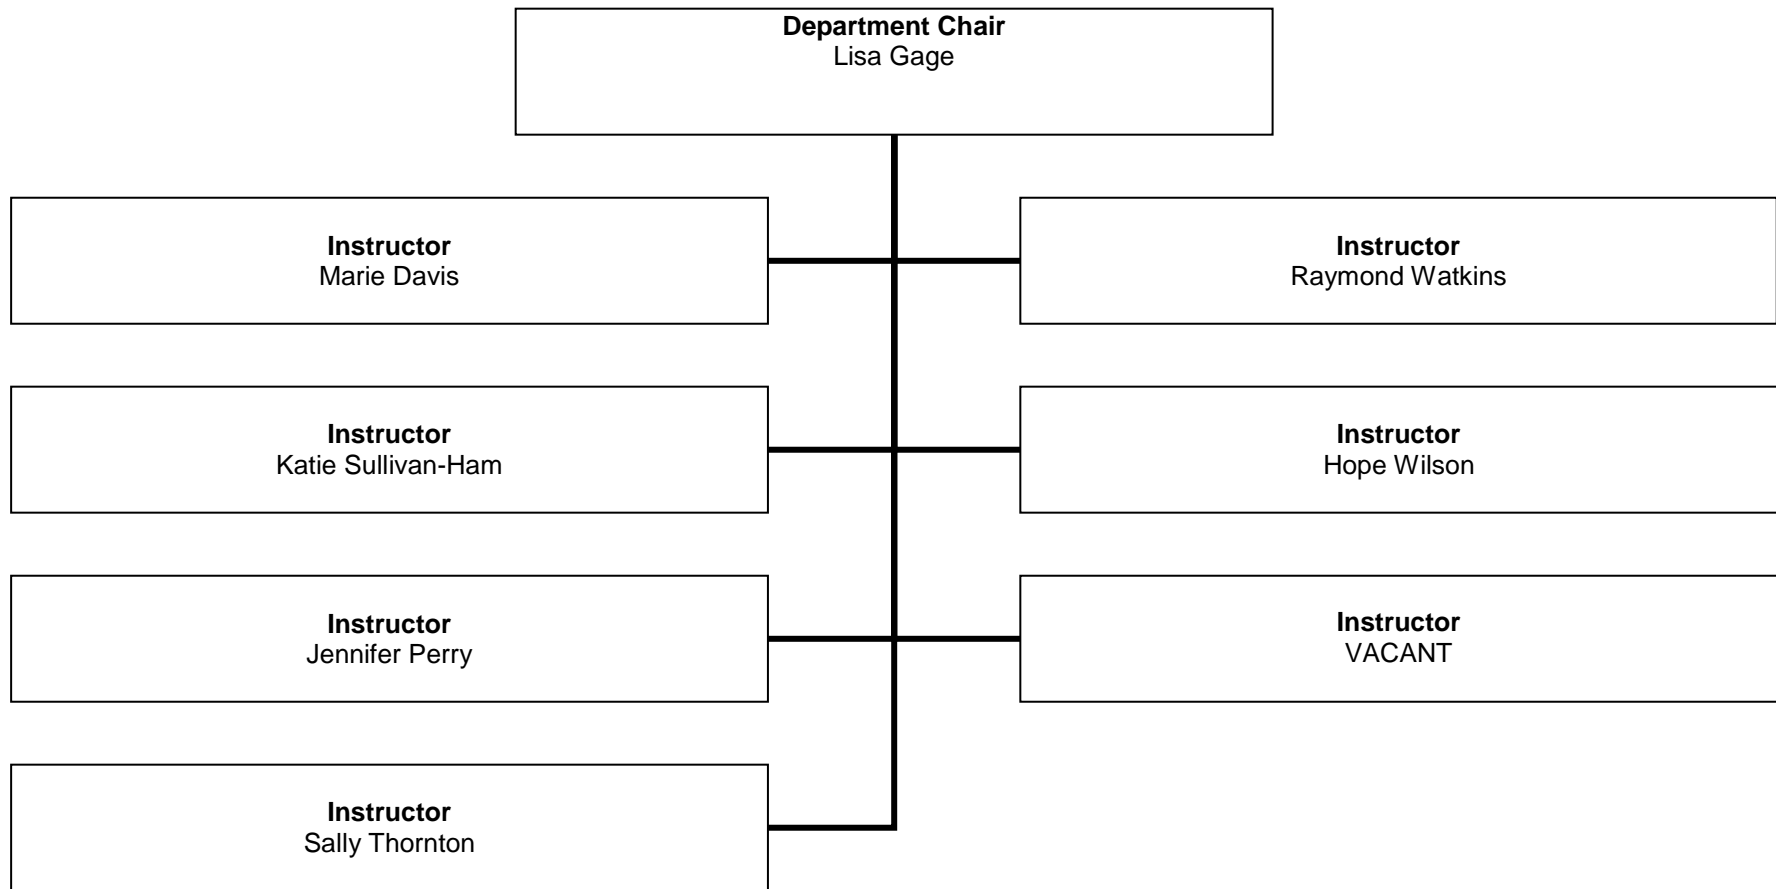 Department Chair
Lisa Gage
Instructor
Marie Davis
Instructor
Raymond Watkins
Instructor
Katie Sullivan-Ham
Instructor
Hope Wilson
Instructor
Jennifer Perry
Instructor
VACANT
Instructor
Sally Thornton